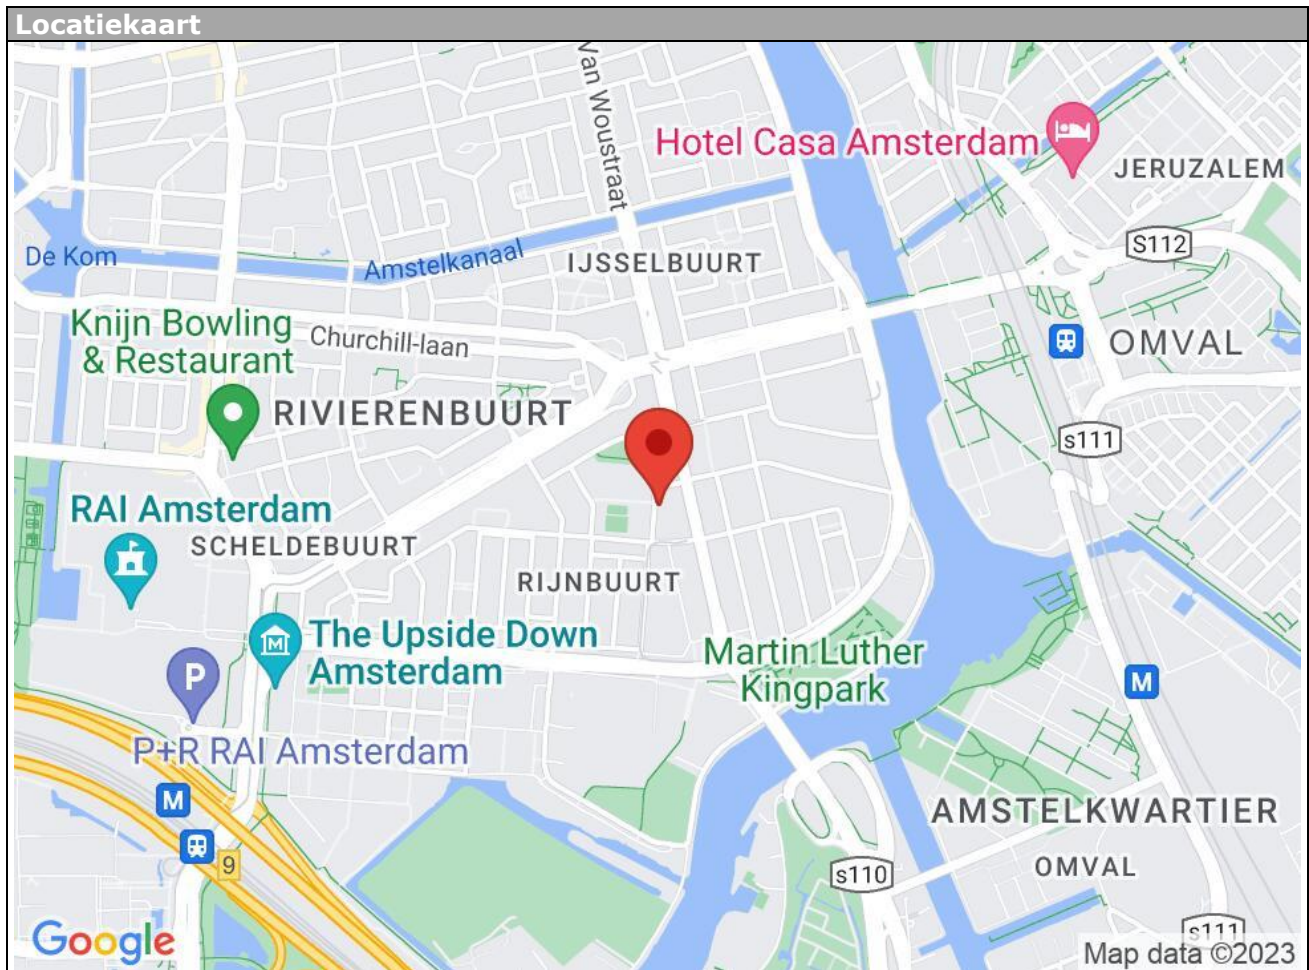 Locatiekaart
Van Woustraat
Hotel Casa Amsterdam
JERUZALEM
S112
De Kom
Amstelkanaal
IJSSELBUURT
Knijn Bowling
& Restaurant
Churchill-laan
OMVAL
RIVIERENBUURT
s111
RAI Amsterdam
SCHELDEBUURT
RIJNBUURT
The Upside Down
Amsterdam
M
Martin Luther
Kingpark
P
M
P+R RAI Amsterdam
M
AMSTELKWARTIER
9
s110
OMVAL
Google
s111
Map data ©2023